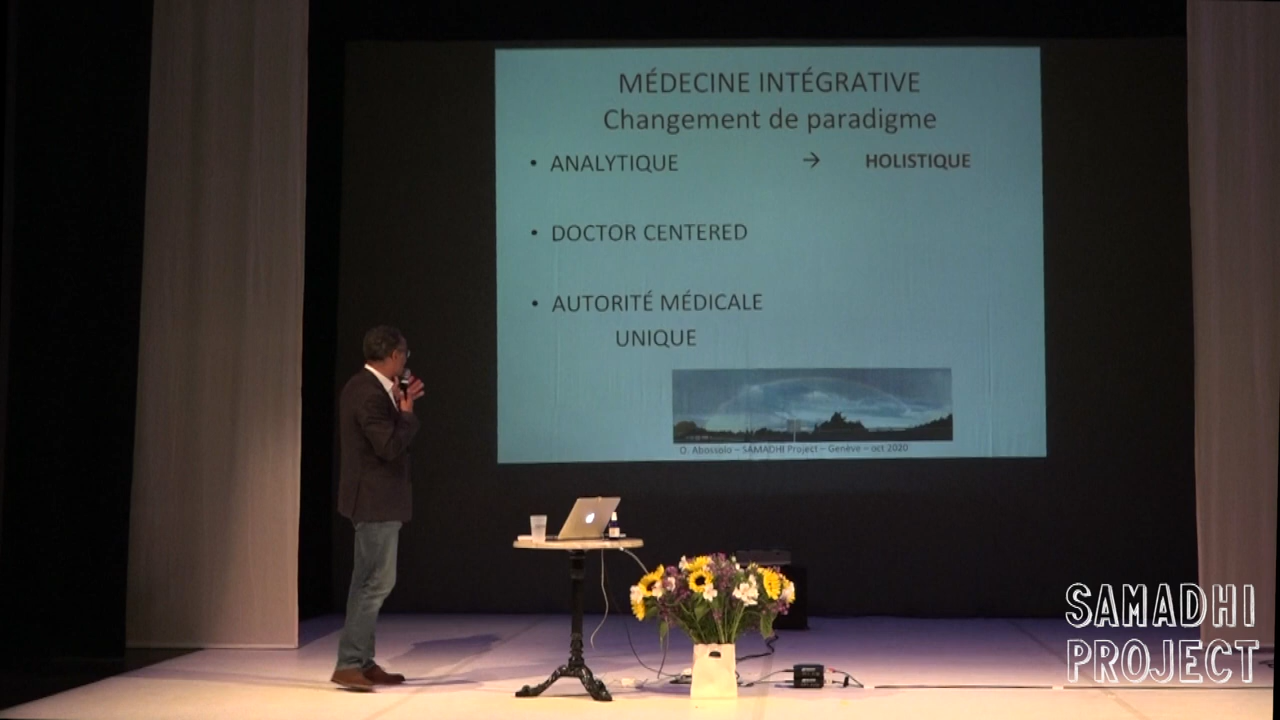 MÉDECINE INTÉGRATIVE
Changement de paradigme
• ANALYTIQUE → HOLISTIQUE
• DOCTOR CENTERED
• AUTORITÉ MÉDICALE
UNIQUE
O. Abossolo – SAMADHI Project – Genève – oct 2020
SAMADHI
PROJECT